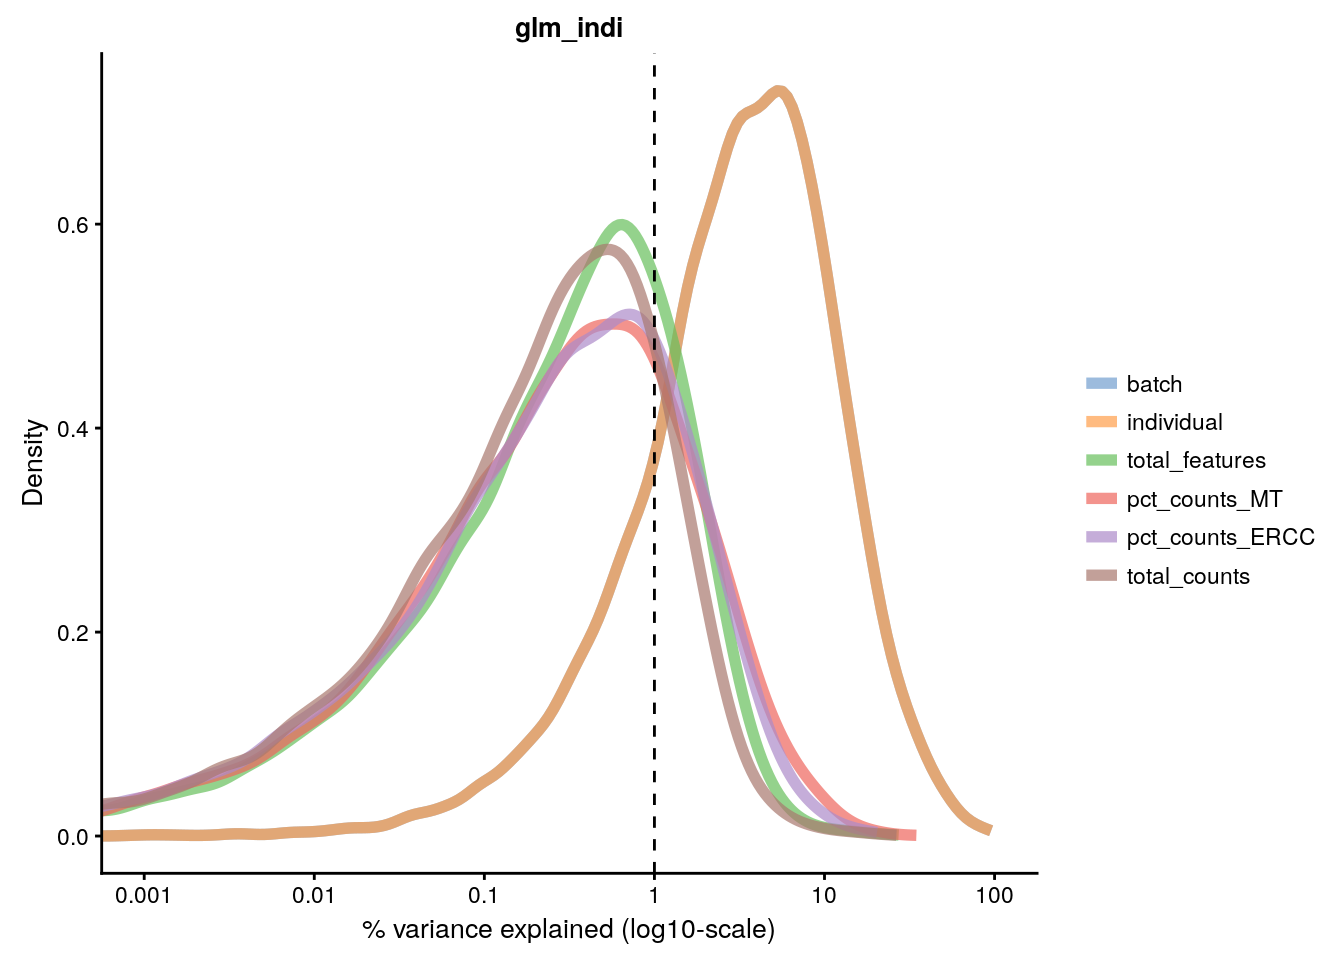 glm_indi
Density
0.6
0.4
0.2
0.0
0.001
0.01
0.1
1
10
100
% variance explained (log10-scale)
batch
individual
total_features
pct_counts_MT
pct_counts_ERCC
total_counts